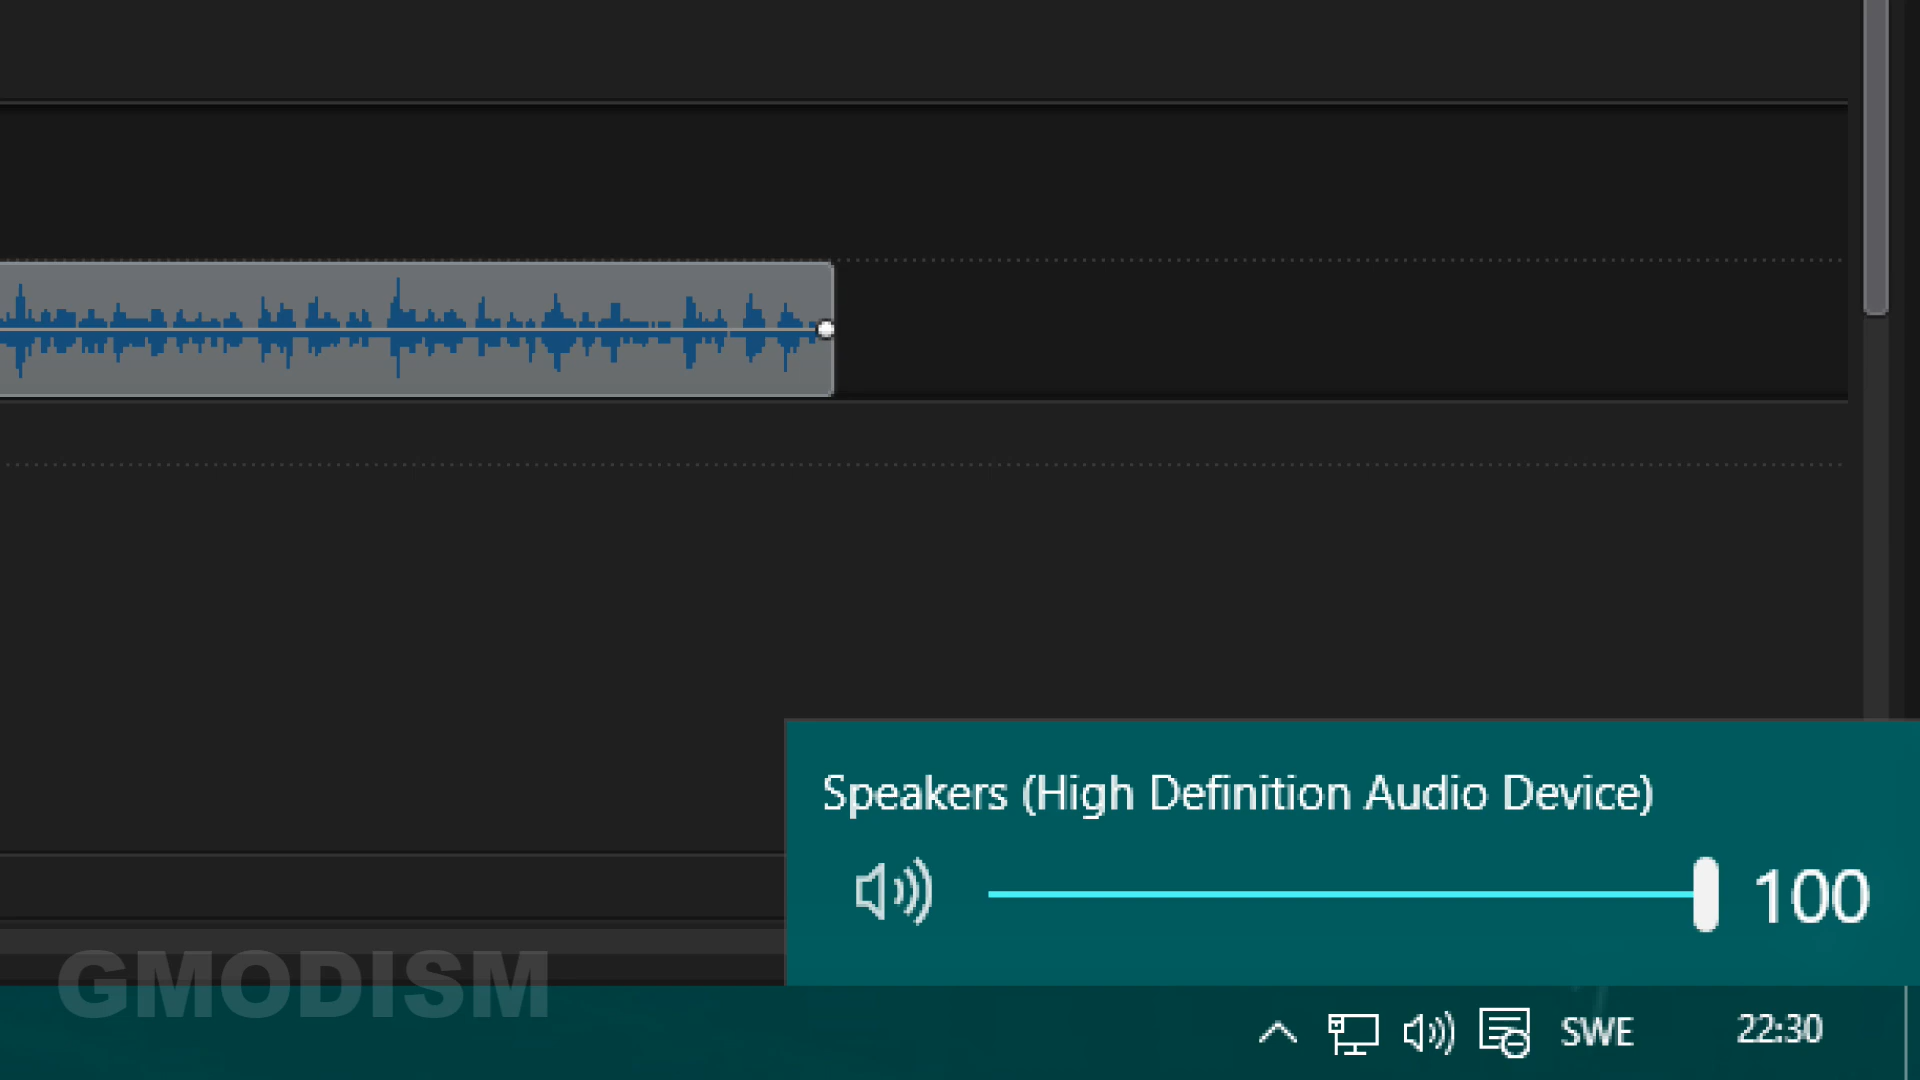 Speakers (High Definition Audio Device)
100
GMODISM
SWE
22:30